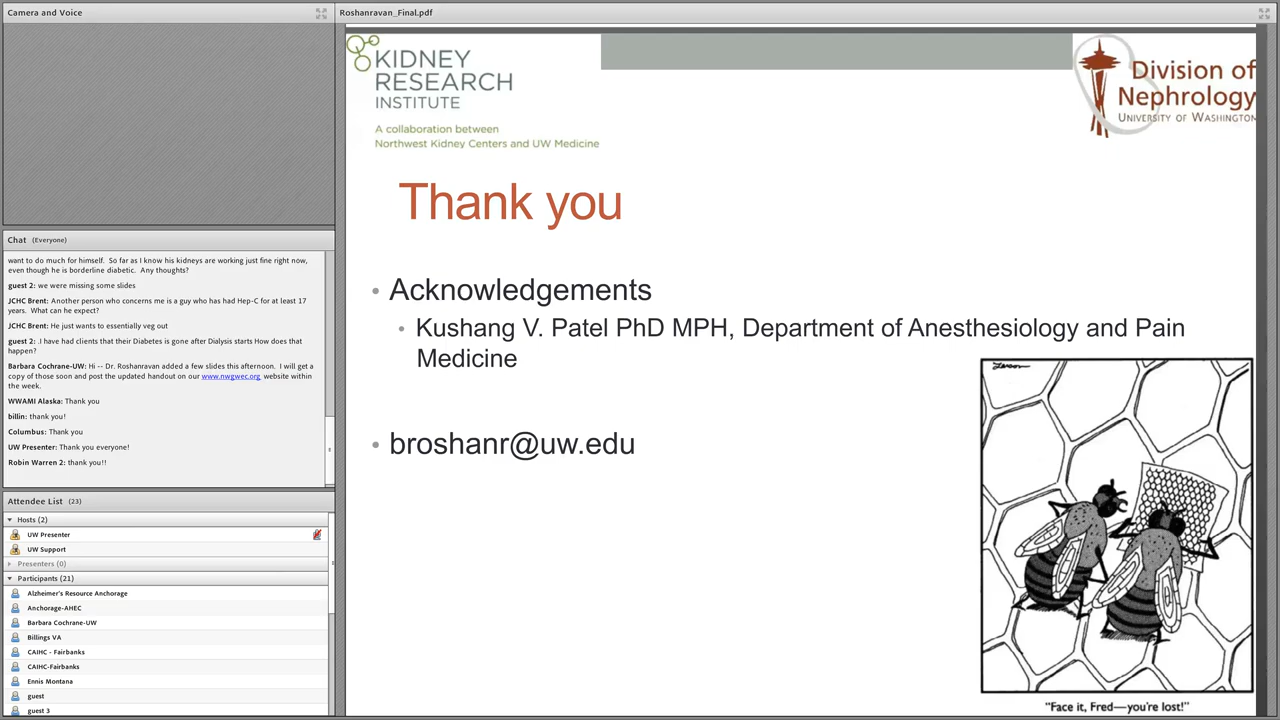 Camera and Voice
Chat (Everyone)
want to do much for himself. So far as I know his kidneys are working just fine right now,
even though he is borderline diabetic. Any thoughts?
guest 2: we were missing some slides
JCHC Brent: Another person who concerns me is a guy who has had Hep-C for at least 17
years. What can he expect?
JCHC Brent: He just wants to essentially veg out
guest 2: .I have had clients that their Diabetes is gone after Dialysis starts How does that
happen?
Barbara Cochrane-UW: Hi -- Dr. Roshanravan added a few slides this afternoon. I will get a
copy of those soon and post the updated handout on our www.nwgwec.org website within
the week.
WWAMI Alaska: Thank you
billin: thank you!
Columbus: Thank you
UW Presenter: Thank you everyone!
Robin Warren 2: thank you!!
Attendee List (23)
Hosts (2)
UW Presenter
UW Support
Presenters (0)
Participants (21)
Alzheimer's Resource Anchorage
Anchorage-AHEC
Barbara Cochrane-UW
Billings VA
CAIHC - Fairbanks
CAIHC-Fairbanks
Ennis Montana
guest
guest 3
Roshanravan_Final.pdf
KIDNEY
RESEARCH
INSTITUTE
A collaboration between
Northwest Kidney Centers and UW Medicine
Division of
Nephrology
UNIVERSITY OF WASHINGTON
Thank you
• Acknowledgements
• Kushang V. Patel PhD MPH, Department of Anesthesiology and Pain
Medicine
• broshanr@uw.edu
Larson
"Face it, Fred—you're lost!"